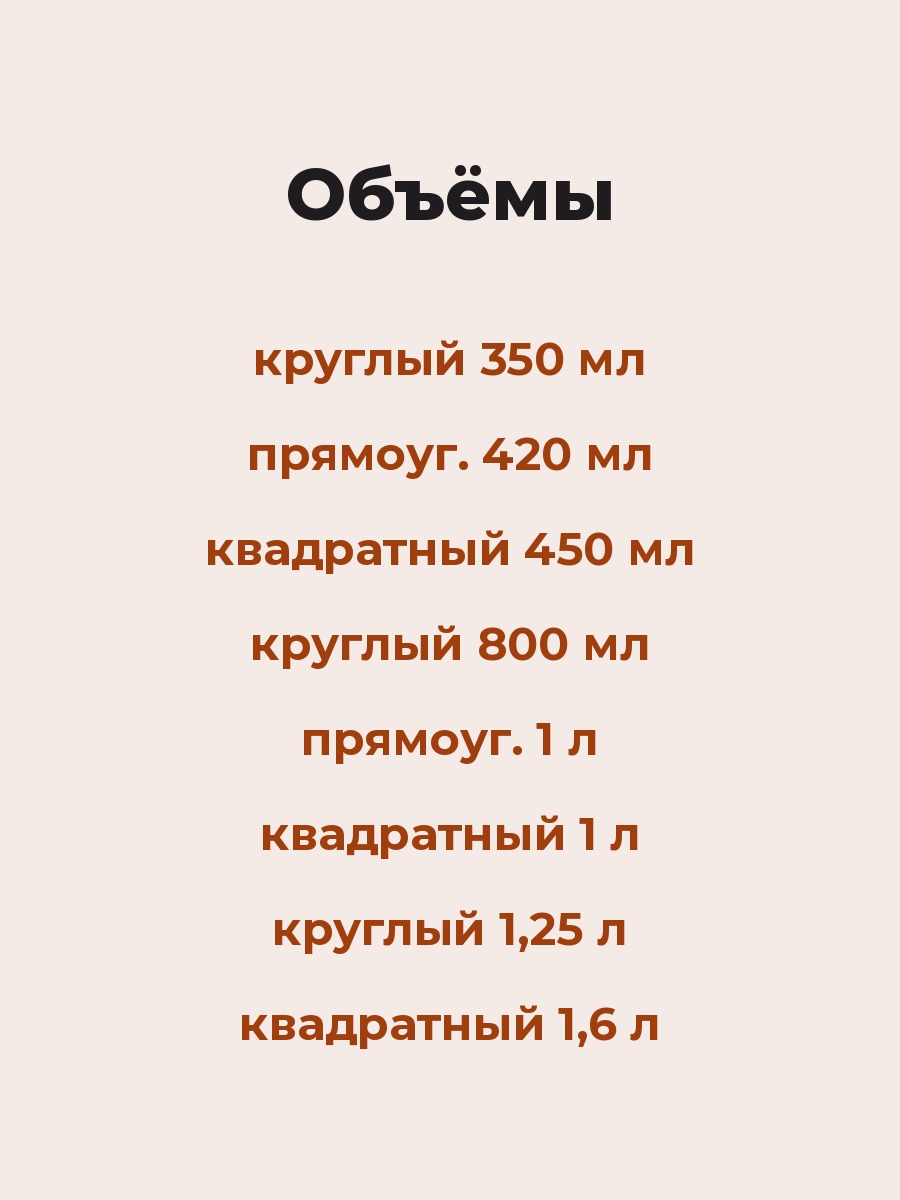 Объёмы
круглый 350 мл
прямоуг. 420 мл
квадратный 450 мл
круглый 800 мл
прямоуг. 1 л
квадратный 1 л
круглый 1,25 л
квадратный 1,6 л